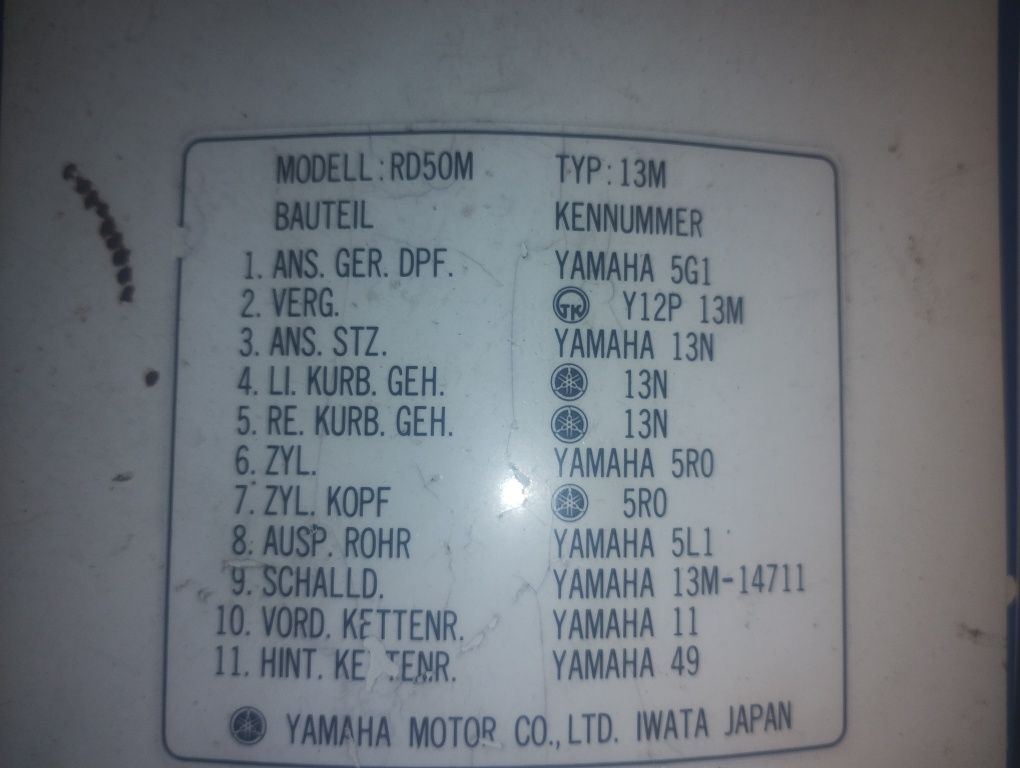 MODELL: RD50M TYP: 13M
BAUTEIL KENNUMMER
1. ANS. GER. DPF. YAMAHA 5G1
2. VERG. TK Y12P 13M
3. ANS. STZ. YAMAHA 13N
4. LI. KURB. GEH. 13N
5. RE. KURB. GEH. 13N
6. ZYL. YAMAHA 5R0
7. ZYL. KOPF 5R0
8. AUSP. ROHR YAMAHA 5L1
9. SCHALLD. YAMAHA 13M-14711
10. VORD. KETTENR. YAMAHA 11
11. HINT. KETTENR. YAMAHA 49
YAMAHA MOTOR CO., LTD. IWATA JAPAN